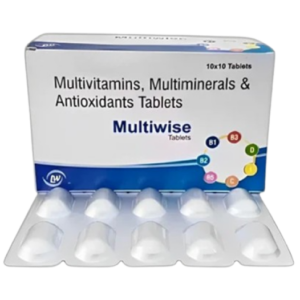 10x10 Tablets
Multivitamins, Multiminerals &
Antioxidants Tablets
Multiwise
Tablets
B1
B3
D
B2
C